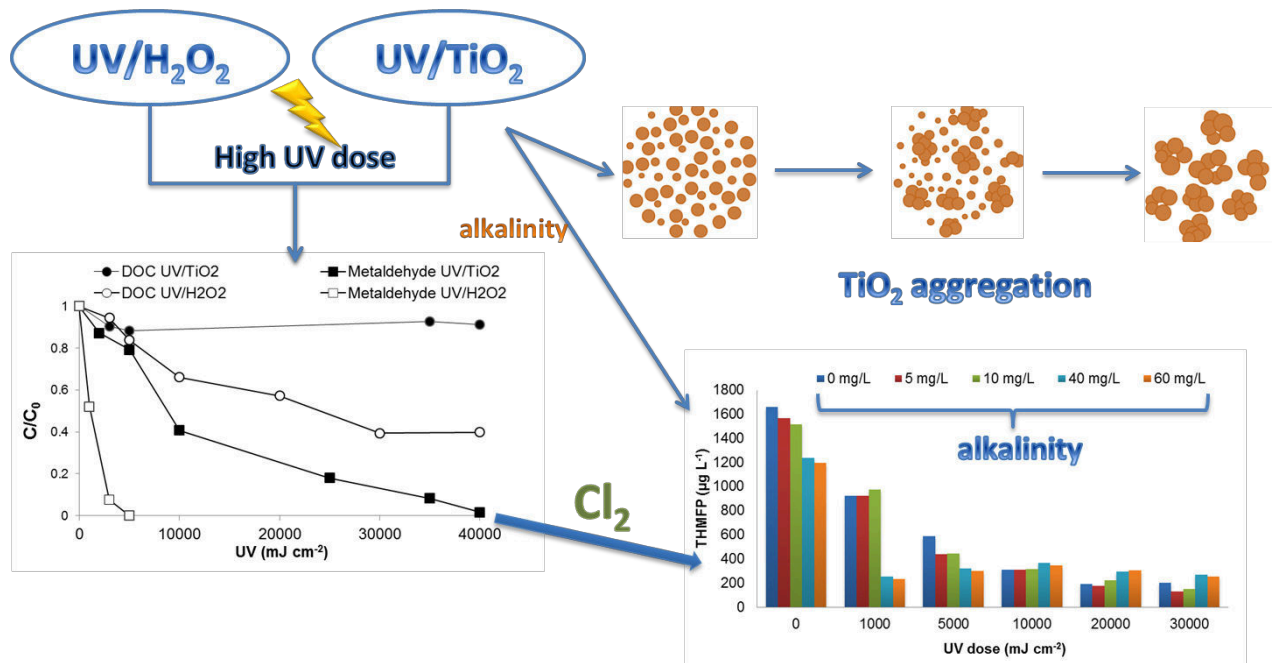 UV/H₂O₂
UV/TiO₂
High UV dose
alkalinity
TiO₂ aggregation
DOC UV/TiO2
Metaldehyde UV/TiO2
DOC UV/H2O2
Metaldehyde UV/H2O2
1
0.8
0.6
0.4
0.2
0
C/C₀
0 10000 20000 30000 40000
UV (mJ cm⁻²)
Cl₂
0 mg/L 5 mg/L 10 mg/L 40 mg/L 60 mg/L
alkalinity
1800
1600
1400
1200
1000
800
600
400
200
0
THMFP (µg L⁻¹)
0 1000 5000 10000 20000 30000
UV dose (mJ cm⁻²)